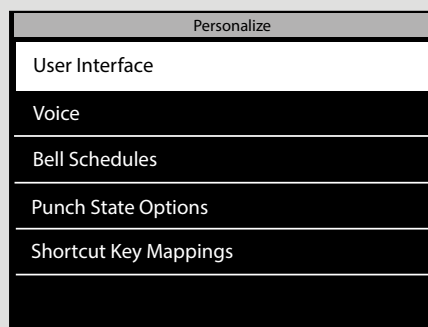 Personalize
User Interface
Voice
Bell Schedules
Punch State Options
Shortcut Key Mappings